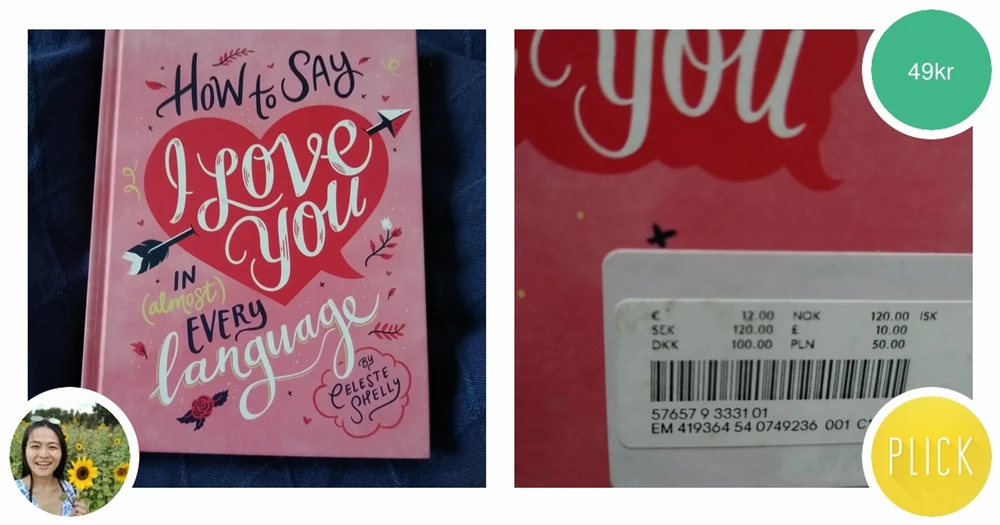 How to SAY
I LOVE
YOU
IN
(almost)
EVERY
language
BY
CELESTE
SHELLY
you
49kr
€ 12.00 NOK 120.00 ISK
SEK 120.00 £ 10.00
DKK 100.00 PLN 50.00
57657 9 3331 01
EM 419364 54 0749236 001
PLICK